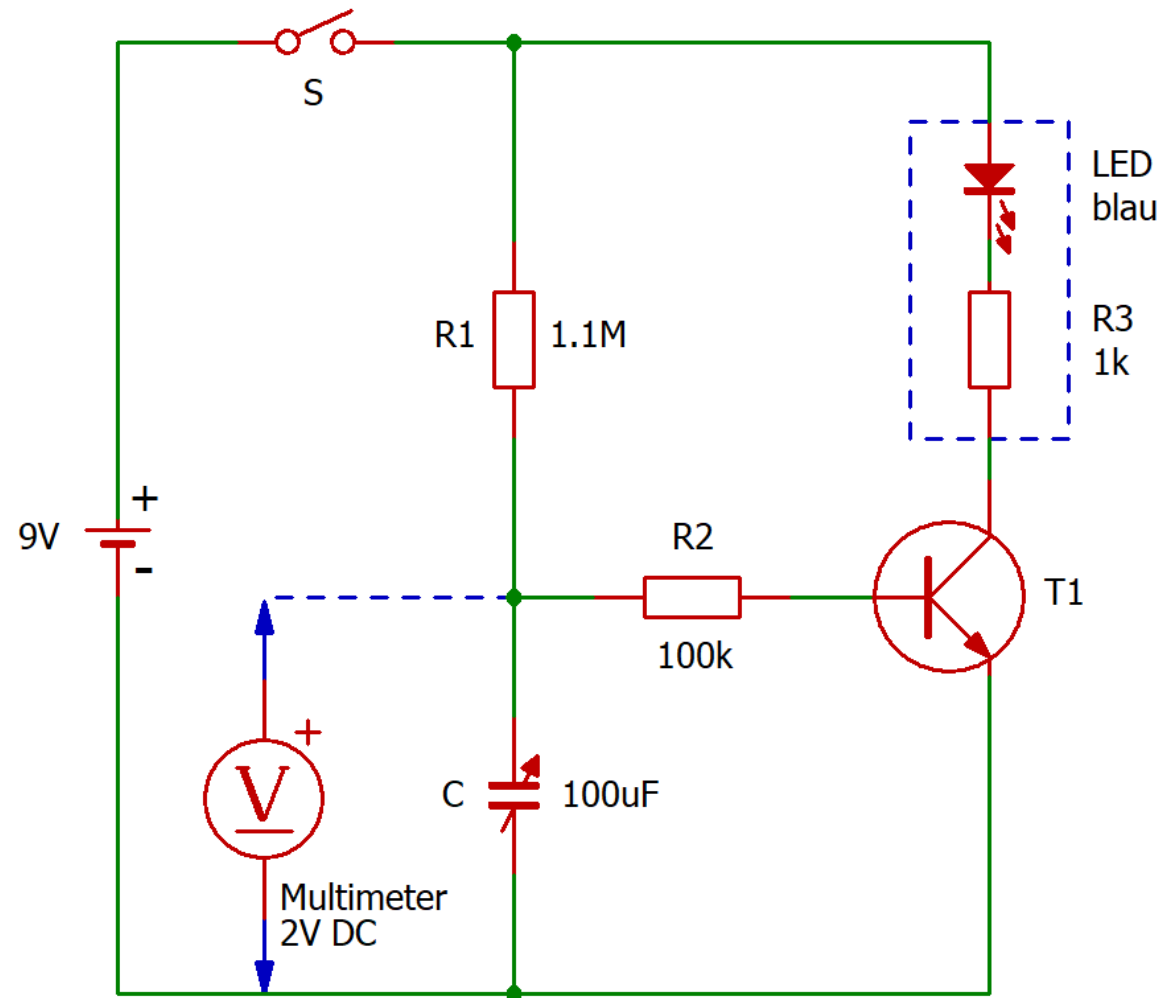 S
LED
blau
R1 1.1M
R3
1k
+
9V
-
R2
T1
100k
+
V
C 100uF
Multimeter
2V DC